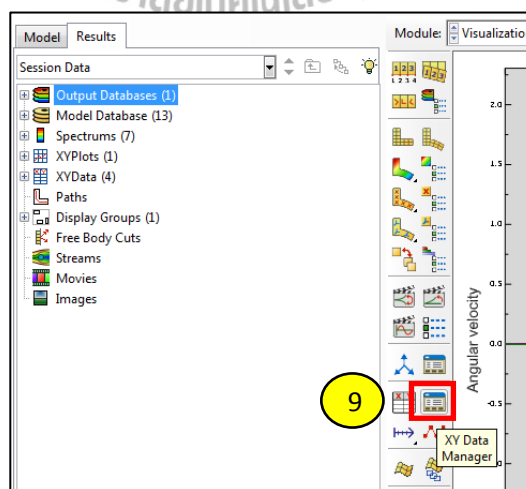 Model Results
Module: Visualizatio
Session Data
Output Databases (1)
Model Database (13)
Spectrums (7)
XYPlots (1)
XYData (4)
Paths
Display Groups (1)
Free Body Cuts
Streams
Movies
Images
2.0
1.5
1.0
0.5
0.0
-0.5
Angular velocity
9
XY Data
Manager